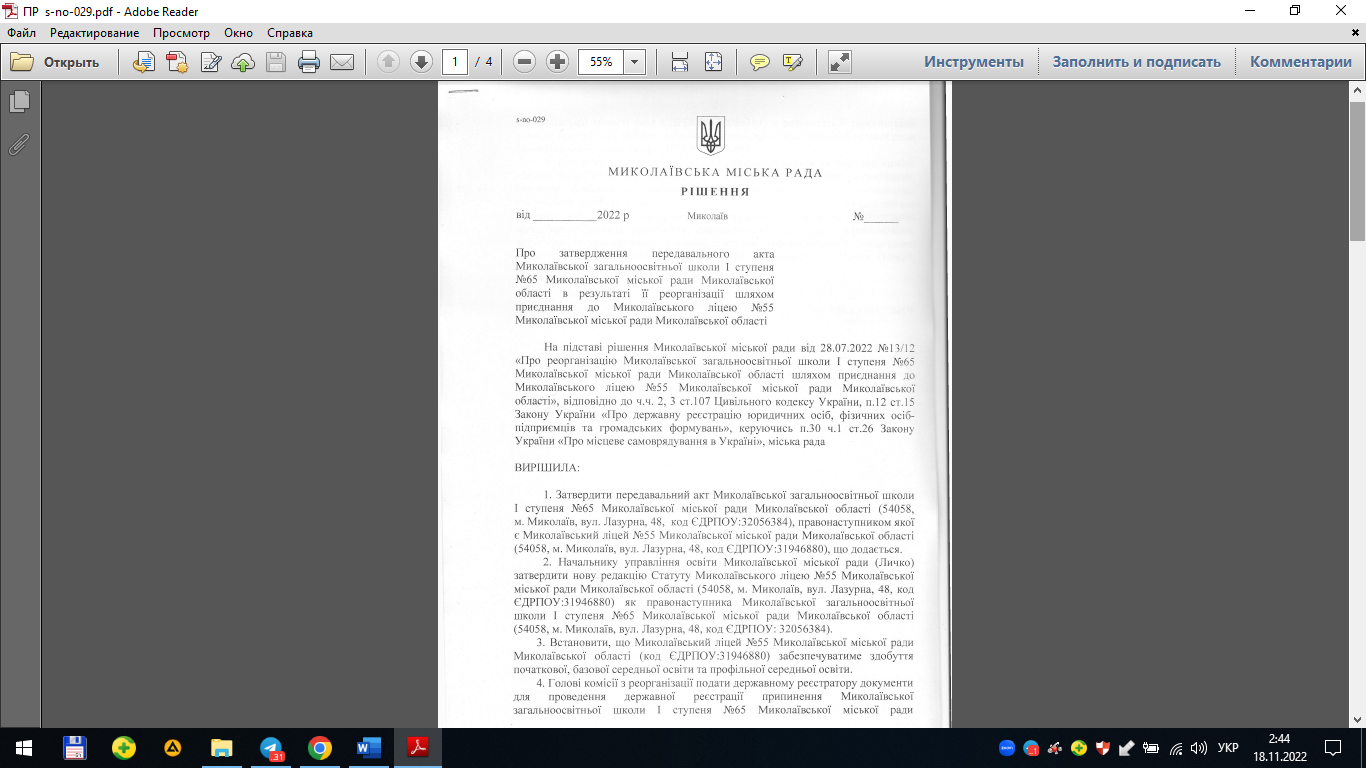 ПР s-no-029.pdf - Adobe Reader
Файл Редактирование Просмотр Окно Справка
Открыть 1 / 4 55% Инструменты Заполнить и подписать Комментарии
s-no-029
МИКОЛАЇВСЬКА МІСЬКА РАДА
РІШЕННЯ
від ____________2022 р Миколаїв №______
Про затвердження передавального акта
Миколаївської загальноосвітньої школи І ступеня
№65 Миколаївської міської ради Миколаївської
області в результаті її реорганізації шляхом
приєднання до Миколаївського ліцею №55
Миколаївської міської ради Миколаївської області
На підставі рішення Миколаївської міської ради від 28.07.2022 №13/12
«Про реорганізацію Миколаївської загальноосвітньої школи І ступеня №65
Миколаївської міської ради Миколаївської області шляхом приєднання до
Миколаївського ліцею №55 Миколаївської міської ради Миколаївської
області», відповідно до ч.ч. 2, 3 ст.107 Цивільного кодексу України, п.12 ст.15
Закону України «Про державну реєстрацію юридичних осіб, фізичних осіб-
підприємців та громадських формувань», керуючись п.30 ч.1 ст.26 Закону
України «Про місцеве самоврядування в Україні», міська рада
ВИРІШИЛА:
1. Затвердити передавальний акт Миколаївської загальноосвітньої школи
І ступеня №65 Миколаївської міської ради Миколаївської області (54058,
м. Миколаїв, вул. Лазурна, 48, код ЄДРПОУ:32056384), правонаступником якої
є Миколаївський ліцей №55 Миколаївської міської ради Миколаївської області
(54058, м. Миколаїв, вул. Лазурна, 48, код ЄДРПОУ:31946880), що додається.
2. Начальнику управління освіти Миколаївської міської ради (Личко)
затвердити нову редакцію Статуту Миколаївського ліцею №55 Миколаївської
міської ради Миколаївської області (54058, м. Миколаїв, вул. Лазурна, 48, код
ЄДРПОУ:31946880) як правонаступника Миколаївської загальноосвітньої
школи І ступеня №65 Миколаївської міської ради Миколаївської області
(54058, м. Миколаїв, вул. Лазурна, 48, код ЄДРПОУ: 32056384).
3. Встановити, що Миколаївський ліцей №55 Миколаївської міської ради
Миколаївської області (код ЄДРПОУ:31946880) забезпечуватиме здобуття
початкової, базової середньої освіти та профільної середньої освіти.
4. Голові комісії з реорганізації подати державному реєстратору документи
для проведення державної реєстрації припинення Миколаївської
загальноосвітньої школи І ступеня №65 Миколаївської міської ради
31 УКР 2:44
18.11.2022